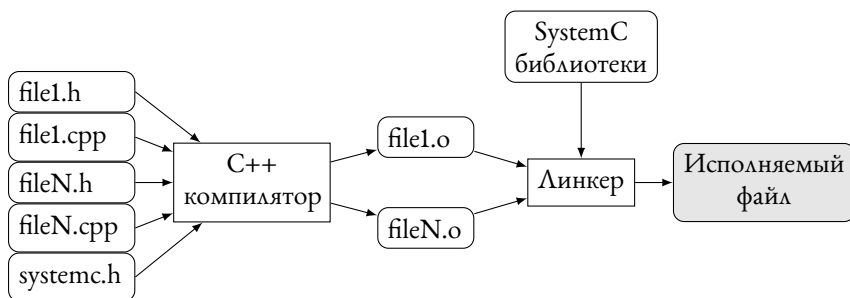 SystemC
библиотеки
file1.h
file1.cpp
fileN.h
fileN.cpp
systemc.h
C++
компилятор
file1.o
fileN.o
Линкер
Исполняемый
файл